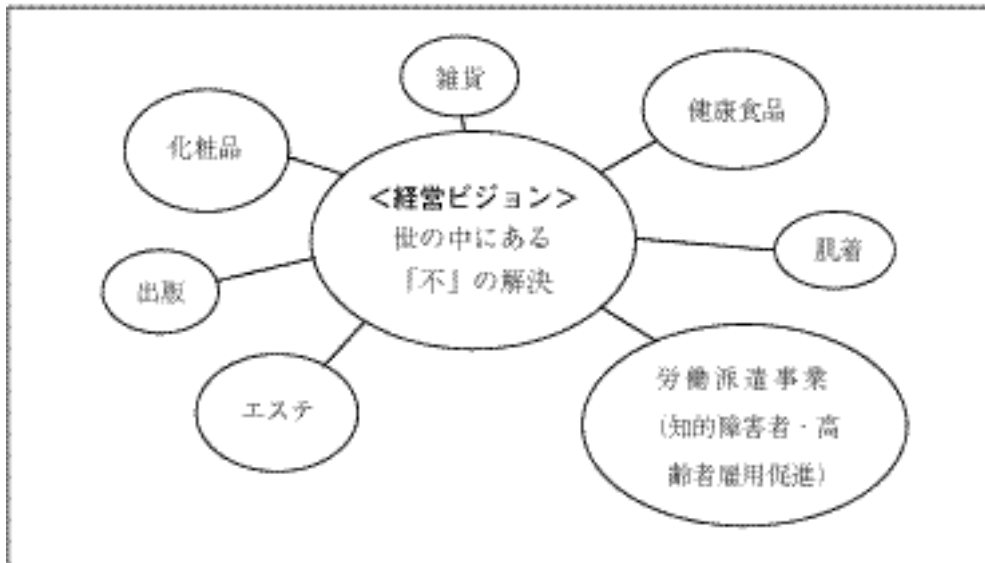 雑貨
健康食品
化粧品
<経営ビジョン>
世の中にある
『不』の解決
肌着
出版
エステ
労働派遣事業
(知的障害者・高
齢者雇用促進)